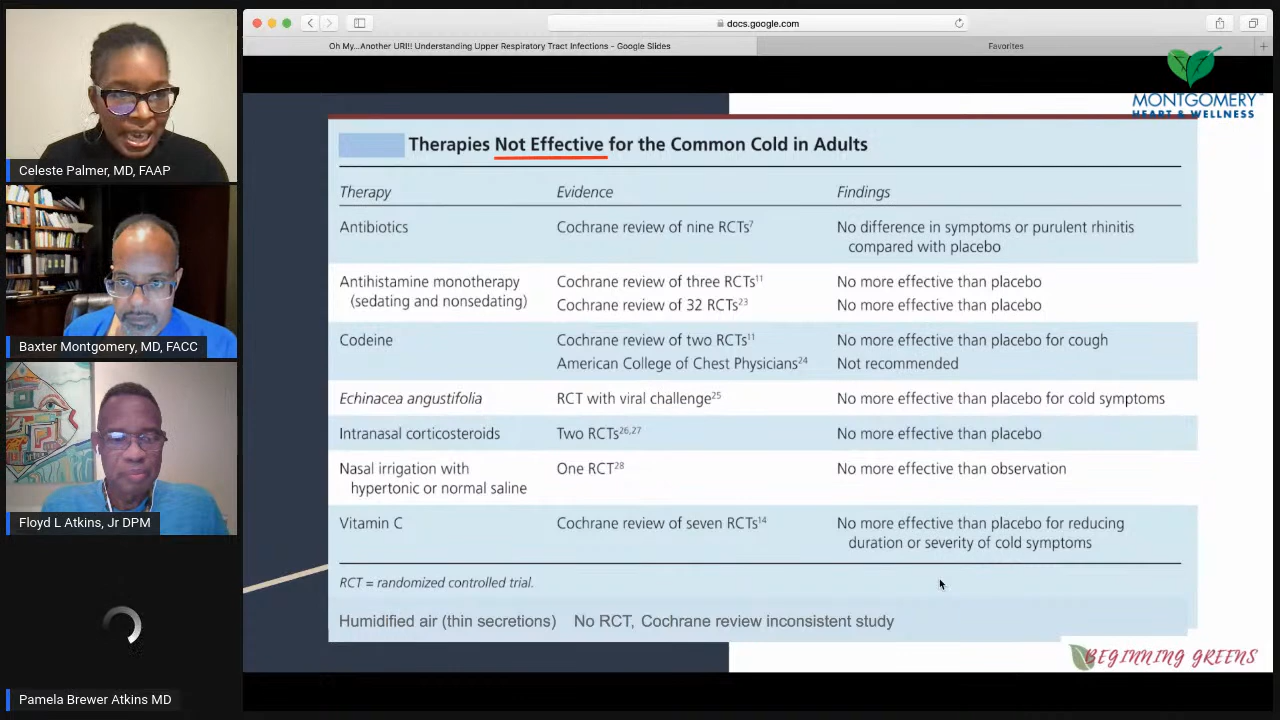 Celeste Palmer, MD, FAAP
Baxter Montgomery, MD, FACC
Floyd L Atkins, Jr DPM
Pamela Brewer Atkins MD
docs.google.com
Oh My...Another URI!! Understanding Upper Respiratory Tract Infections - Google Slides
Favorites
MONTGOMERY
HEART & WELLNESS
Therapies Not Effective for the Common Cold in Adults
Therapy Evidence Findings
Antibiotics Cochrane review of nine RCTs7 No difference in symptoms or purulent rhinitis
compared with placebo
Antihistamine monotherapy Cochrane review of three RCTs11 No more effective than placebo
(sedating and nonsedating) Cochrane review of 32 RCTs23 No more effective than placebo
Codeine Cochrane review of two RCTs11 No more effective than placebo for cough
American College of Chest Physicians24 Not recommended
Echinacea angustifolia RCT with viral challenge25 No more effective than placebo for cold symptoms
Intranasal corticosteroids Two RCTs26,27 No more effective than placebo
Nasal irrigation with One RCT28 No more effective than observation
hypertonic or normal saline
Vitamin C Cochrane review of seven RCTs14 No more effective than placebo for reducing
duration or severity of cold symptoms
RCT = randomized controlled trial.
Humidified air (thin secretions) No RCT, Cochrane review inconsistent study
BEGINNING GREENS